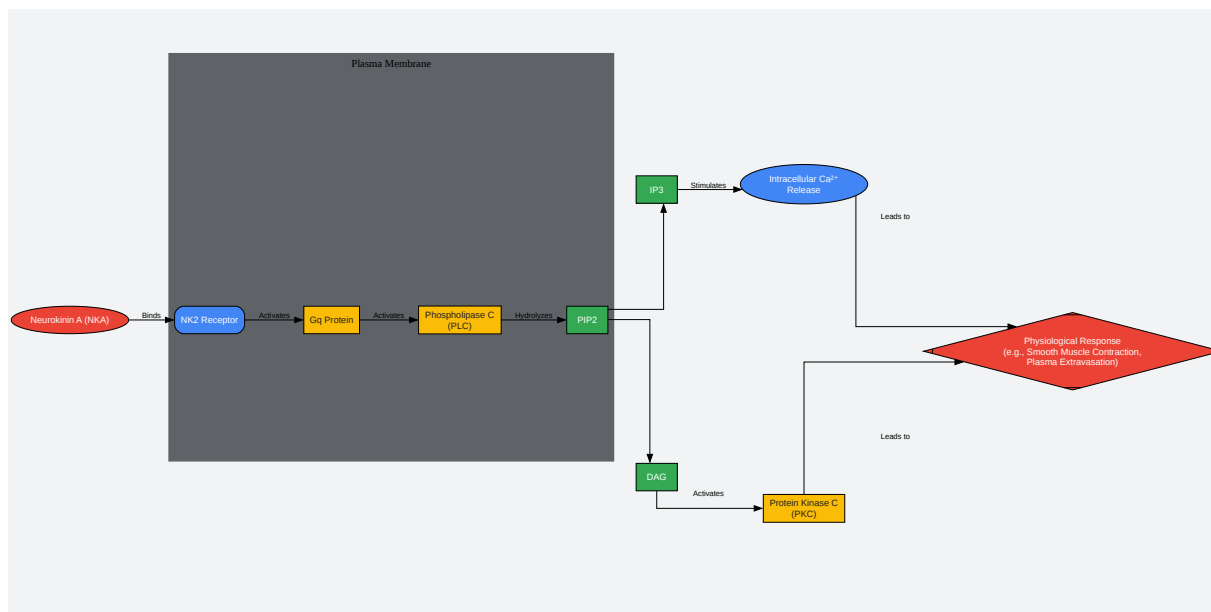 Plasma Membrane
IP3
Stimulates
Intracellular Ca²⁺
Release
Leads to
Neurokinin A (NKA)
Binds
NK2 Receptor
Activates
Gq Protein
Activates
Phospholipase C
(PLC)
Hydrolyzes
PIP2
Physiological Response
(e.g., Smooth Muscle Contraction,
Plasma Extravasation)
Leads to
DAG
Activates
Protein Kinase C
(PKC)